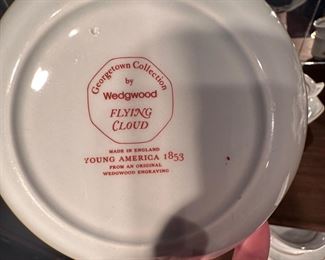 Georgetown Collection
by
Wedgwood
FLYING
CLOUD
MADE IN ENGLAND
YOUNG AMERICA 1853
FROM AN ORIGINAL
WEDGWOOD ENGRAVING